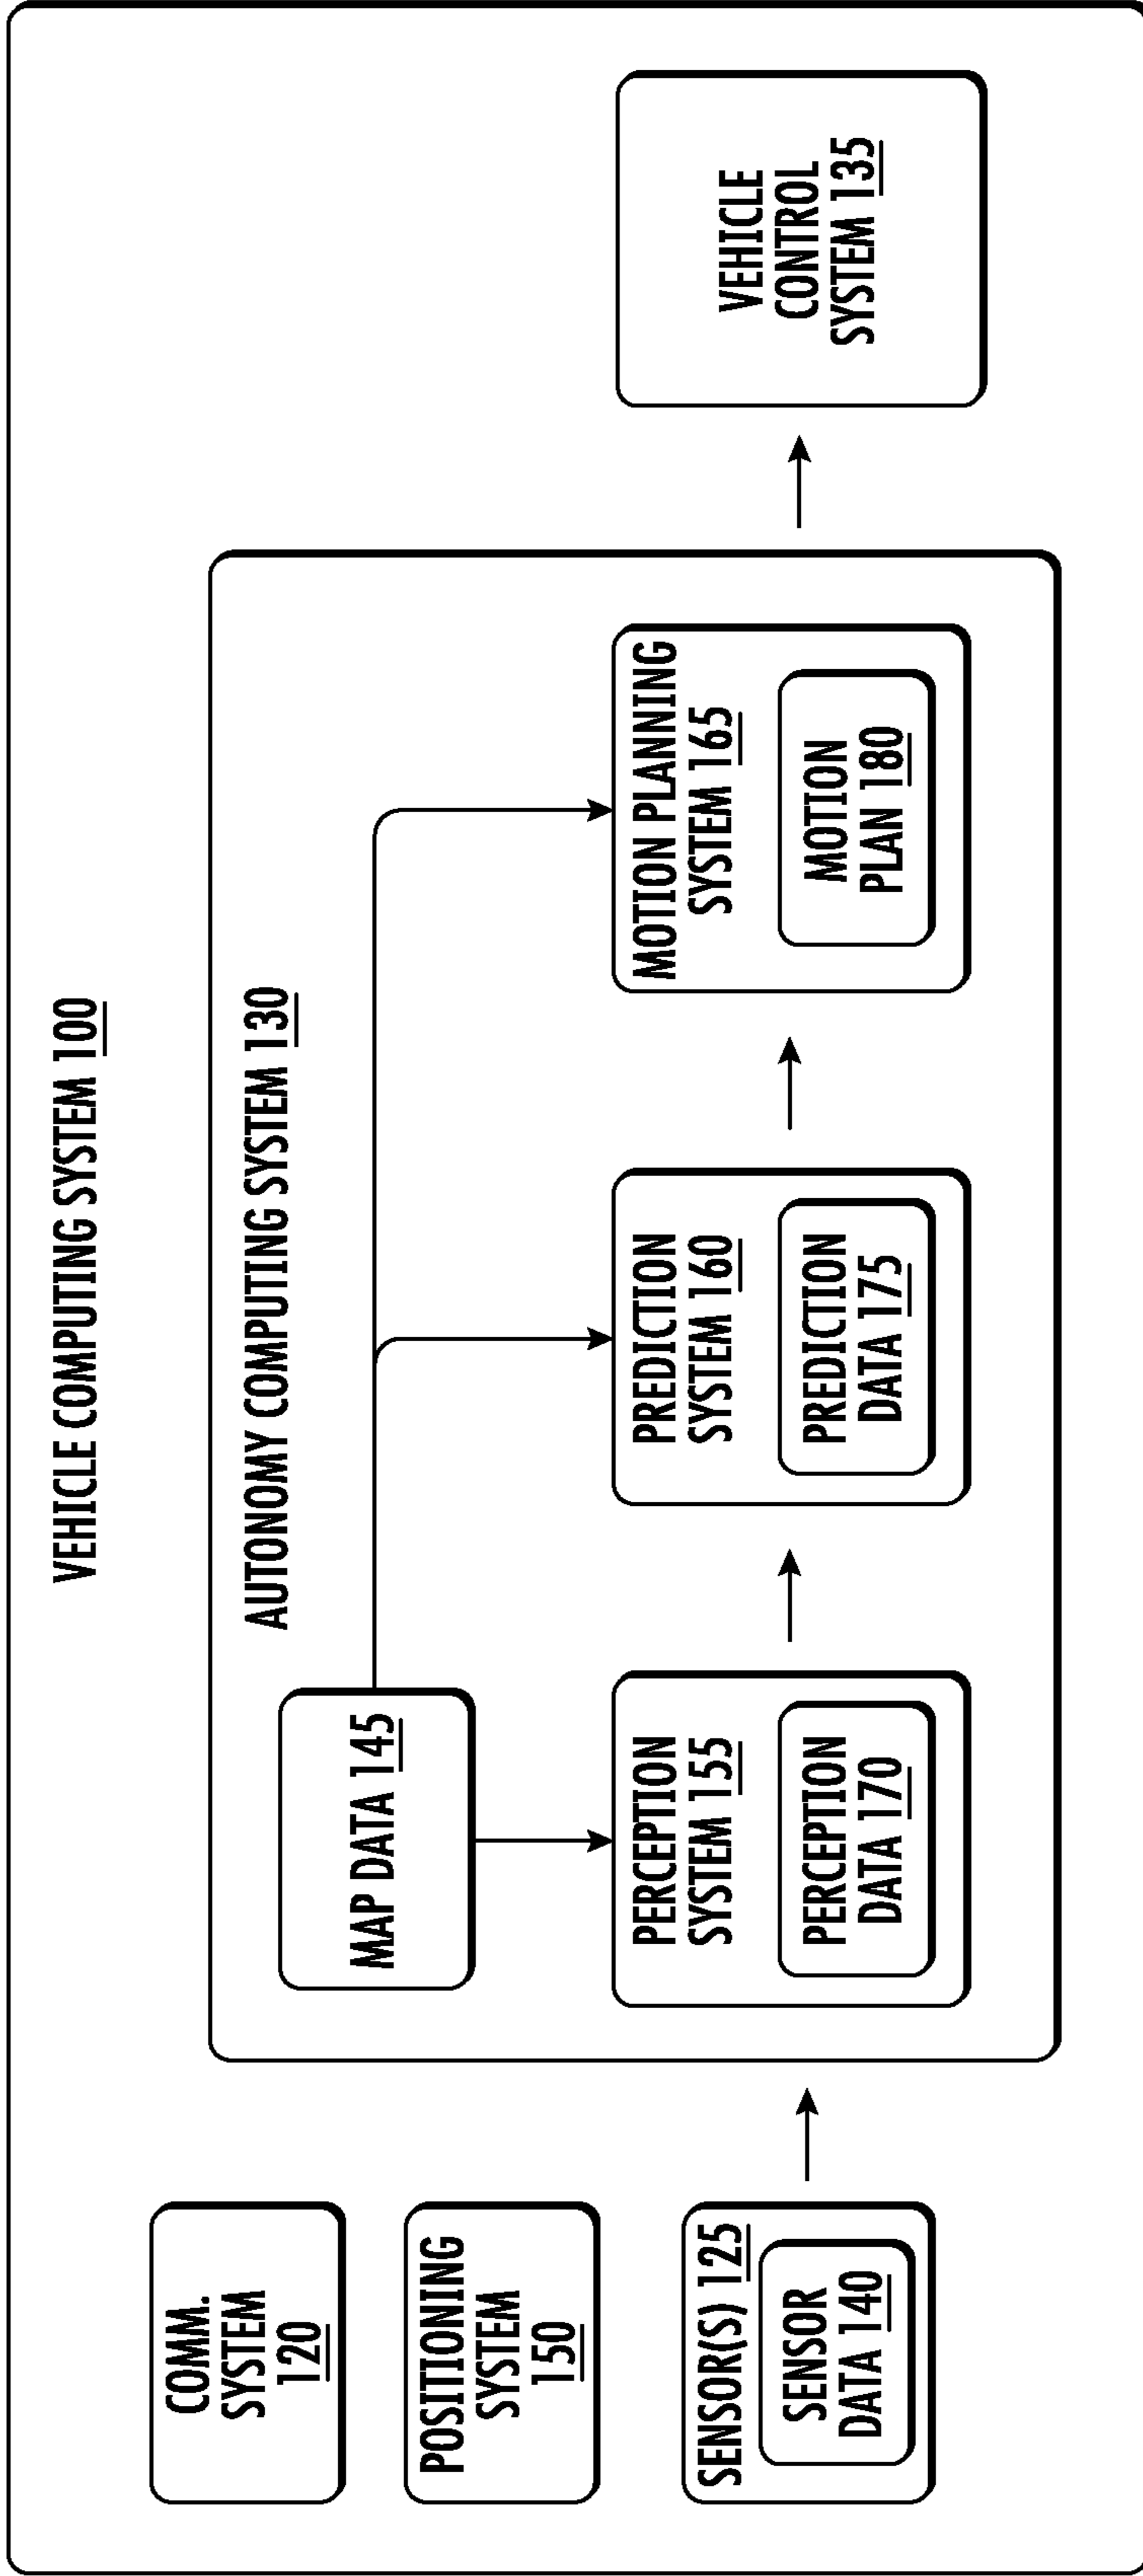 VEHICLE COMPUTING SYSTEM 100
COMM.
SYSTEM
120
POSITIONING
SYSTEM
150
SENSOR(S) 125
SENSOR
DATA 140
AUTONOMY COMPUTING SYSTEM 130
MAP DATA 145
PERCEPTION
SYSTEM 155
PERCEPTION
DATA 170
PREDICTION
SYSTEM 160
PREDICTION
DATA 175
MOTION PLANNING
SYSTEM 165
MOTION
PLAN 180
VEHICLE
CONTROL
SYSTEM 135